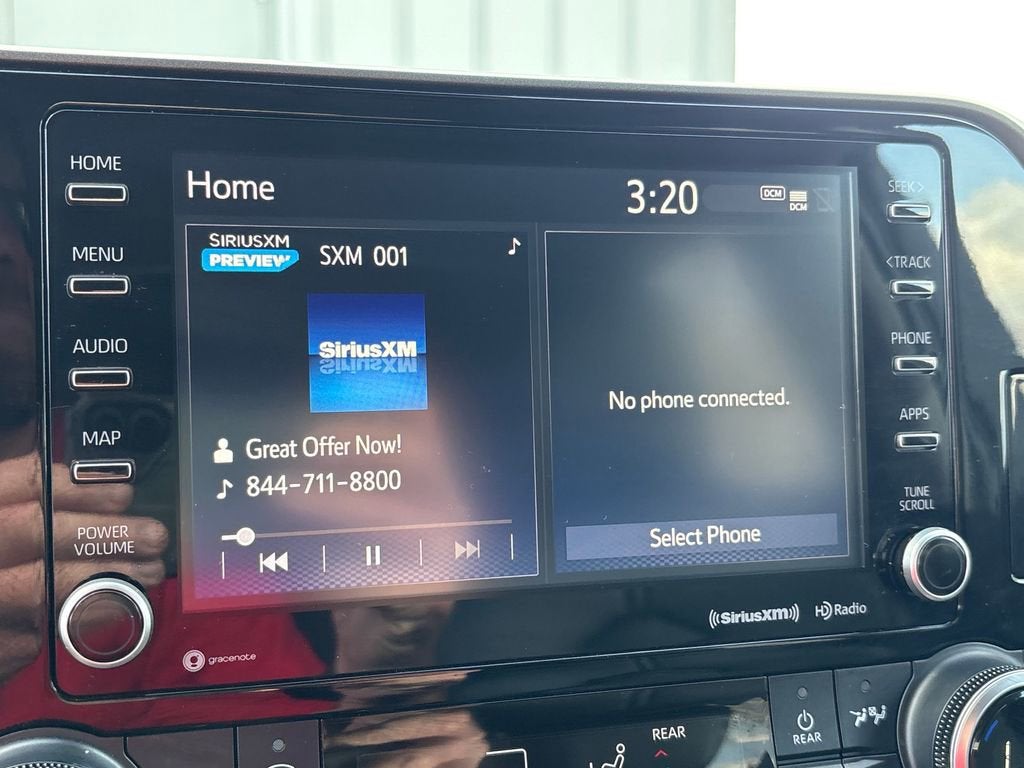 HOME
MENU
AUDIO
MAP
POWER
VOLUME
Home
3:20
DCM
DCM
SIRIUSXM
PREVIEW
SXM 001
SiriusXM
Great Offer Now!
844-711-8800
No phone connected.
Select Phone
SEEK>
<TRACK
PHONE
APPS
TUNE
SCROLL
((SiriusXM))
HD Radio
gracenote
REAR
REAR